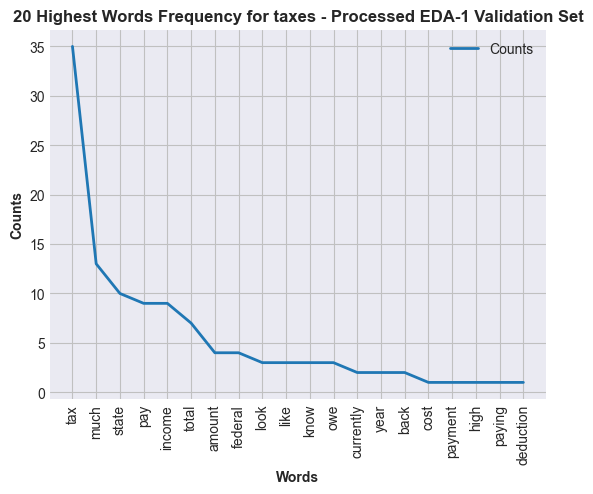 20 Highest Words Frequency for taxes - Processed EDA-1 Validation Set
Counts
35
30
25
20
15
10
5
0
Counts
tax
much
state
pay
income
total
amount
federal
look
like
know
owe
currently
year
back
cost
payment
high
paying
deduction
Words